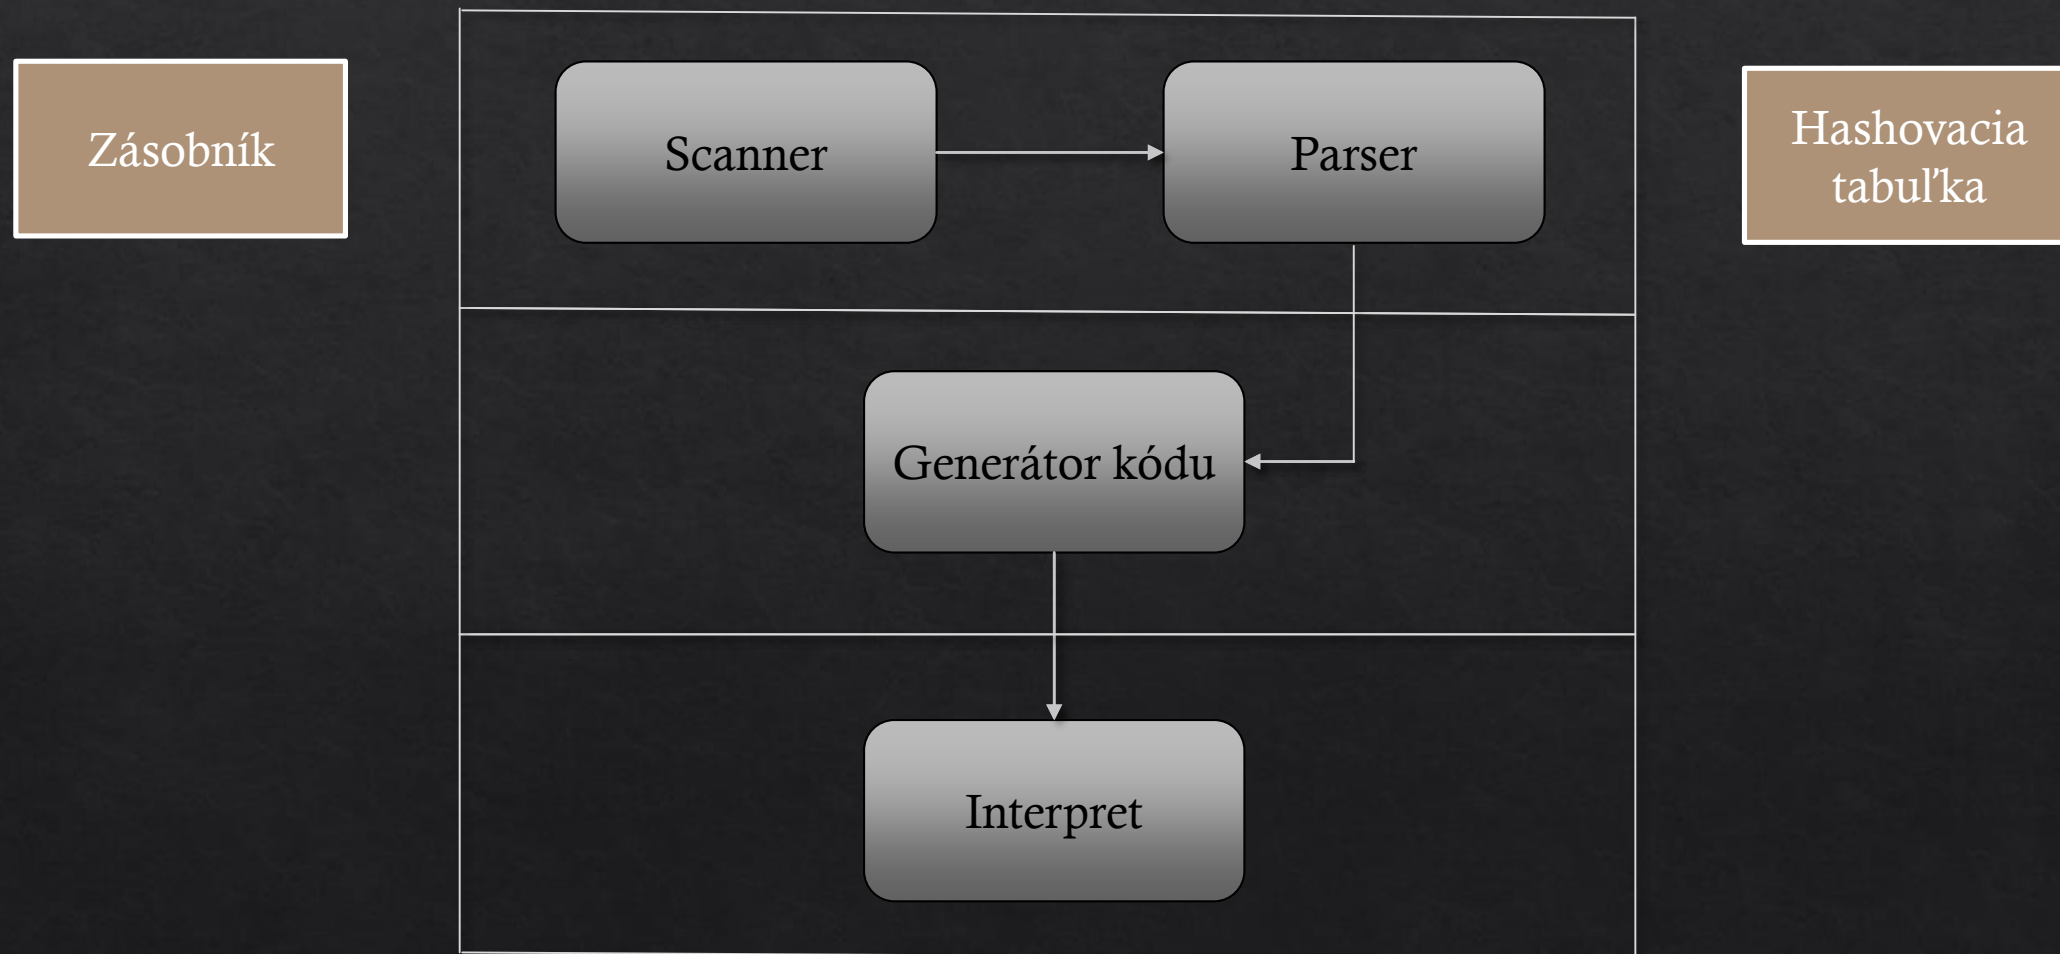 Zásobník
Scanner
Parser
Hashovacia
tabuľka
Generátor kódu
Interpret